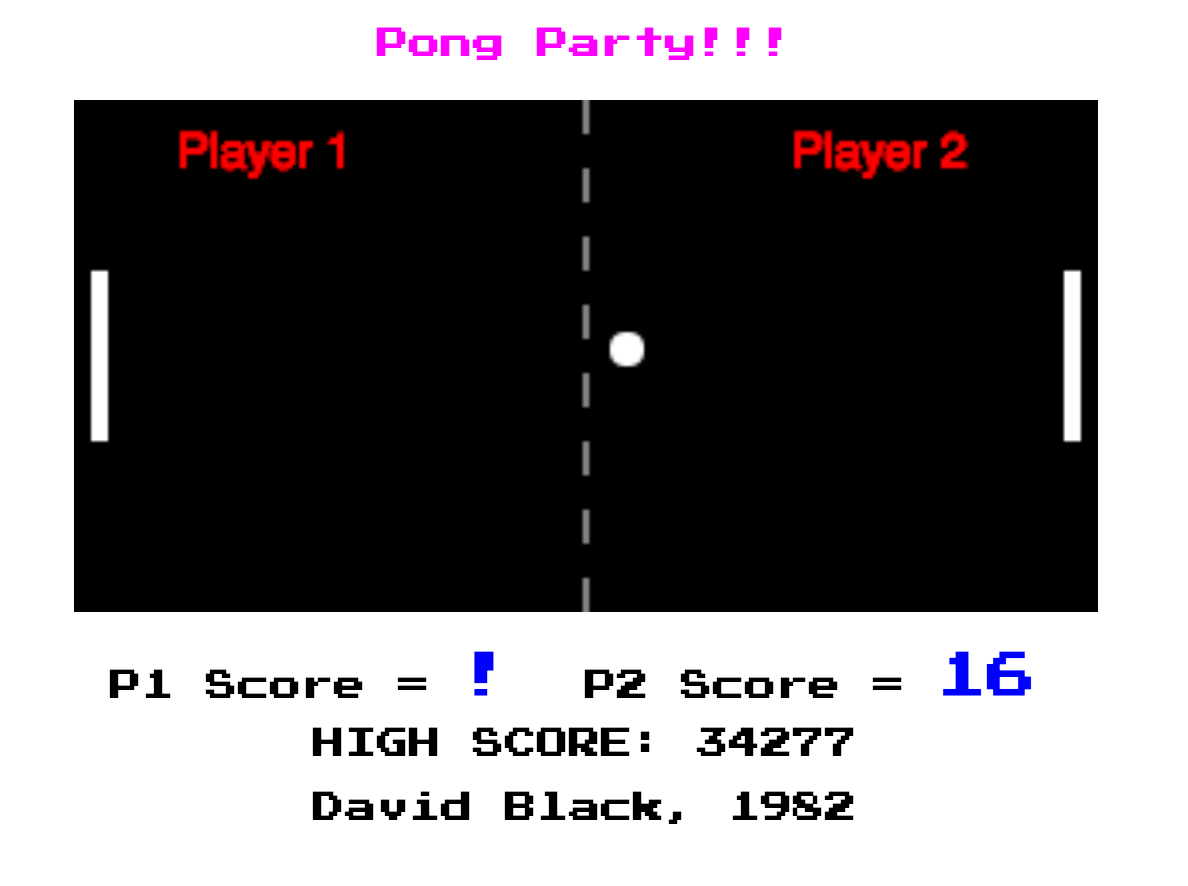 Pong Party!!!
Player 1 Player 2
P1 Score = ! P2 Score = 16
HIGH SCORE: 34277
David Black, 1982